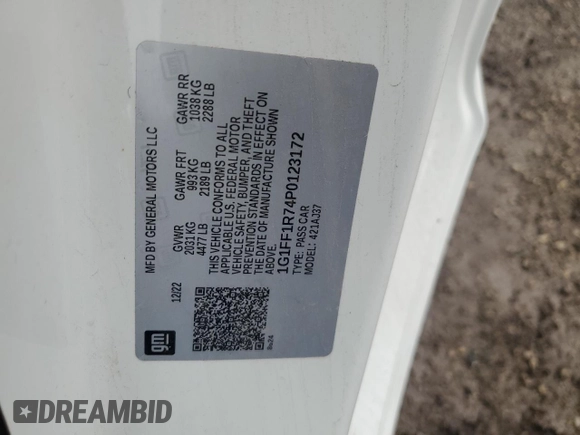 MFD BY GENERAL MOTORS LLC
12/22
GVWR GAWR FRT GAWR RR
2031 KG 993 KG 1038 KG
4477 LB 2189 LB 2288 LB
THIS VEHICLE CONFORMS TO ALL
APPLICABLE U.S. FEDERAL MOTOR
VEHICLE SAFETY, BUMPER, AND THEFT
PREVENTION STANDARDS IN EFFECT ON
THE DATE OF MANUFACTURE SHOWN
ABOVE.
1G1FF1R74P0123172
TYPE: PASS CAR
MODEL: 421AJ37
gm
DREAMBID